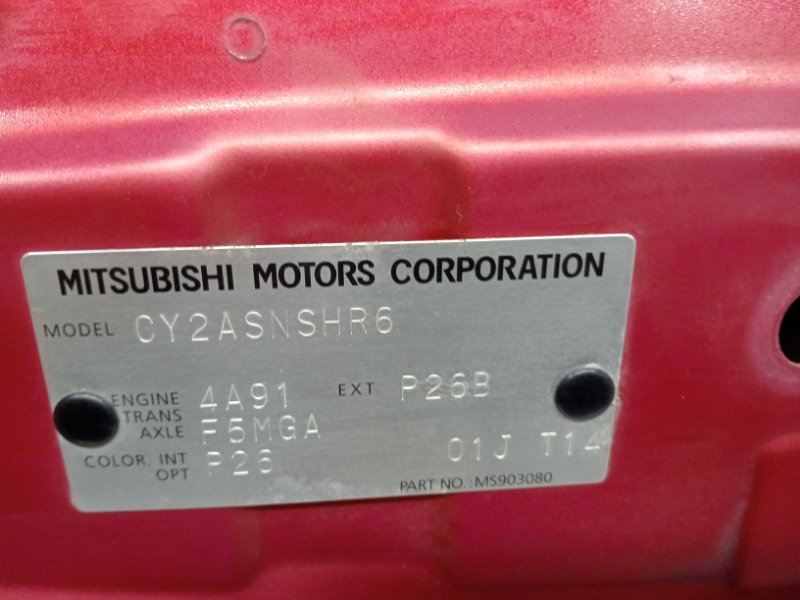 MITSUBISHI MOTORS CORPORATION
MODEL CY2ASNSHR6
ENGINE 4A91 EXT P26B
TRANS
AXLE F5MGA
COLOR. INT P26 01J T14
OPT
PART NO.: MS903080